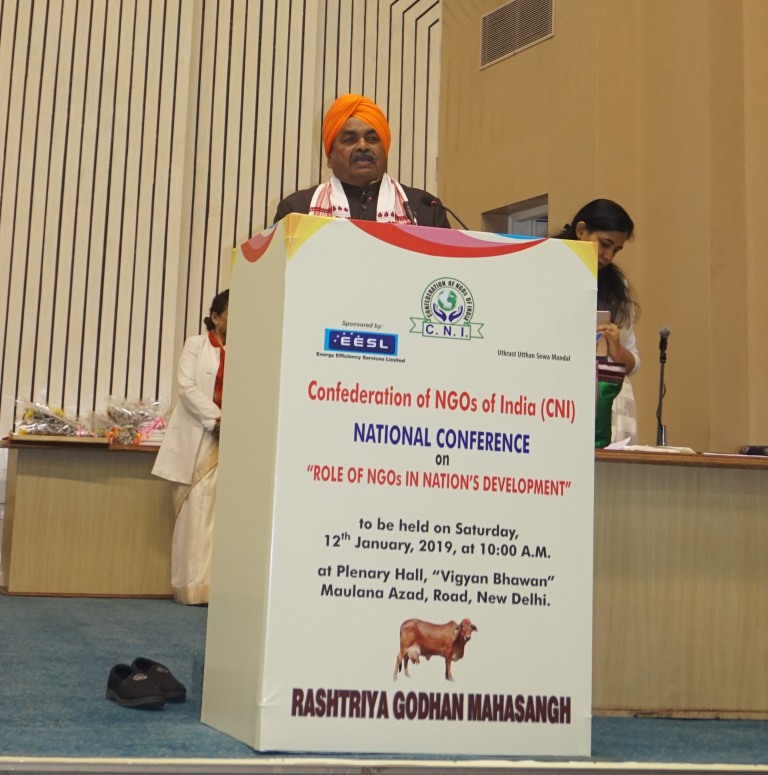 CONFEDERATION OF NGOs OF INDIA
C.N.I.
Sponsored by:
EESL
Energy Efficiency Services Limited
Utkrast Utthan Sewa Mandal
Confederation of NGOs of India (CNI)
NATIONAL CONFERENCE
on
"ROLE OF NGOs IN NATION'S DEVELOPMENT"
to be held on Saturday,
12th January, 2019, at 10:00 A.M.
at Plenary Hall, "Vigyan Bhawan"
Maulana Azad, Road, New Delhi.
RASHTRIYA GODHAN MAHASANGH